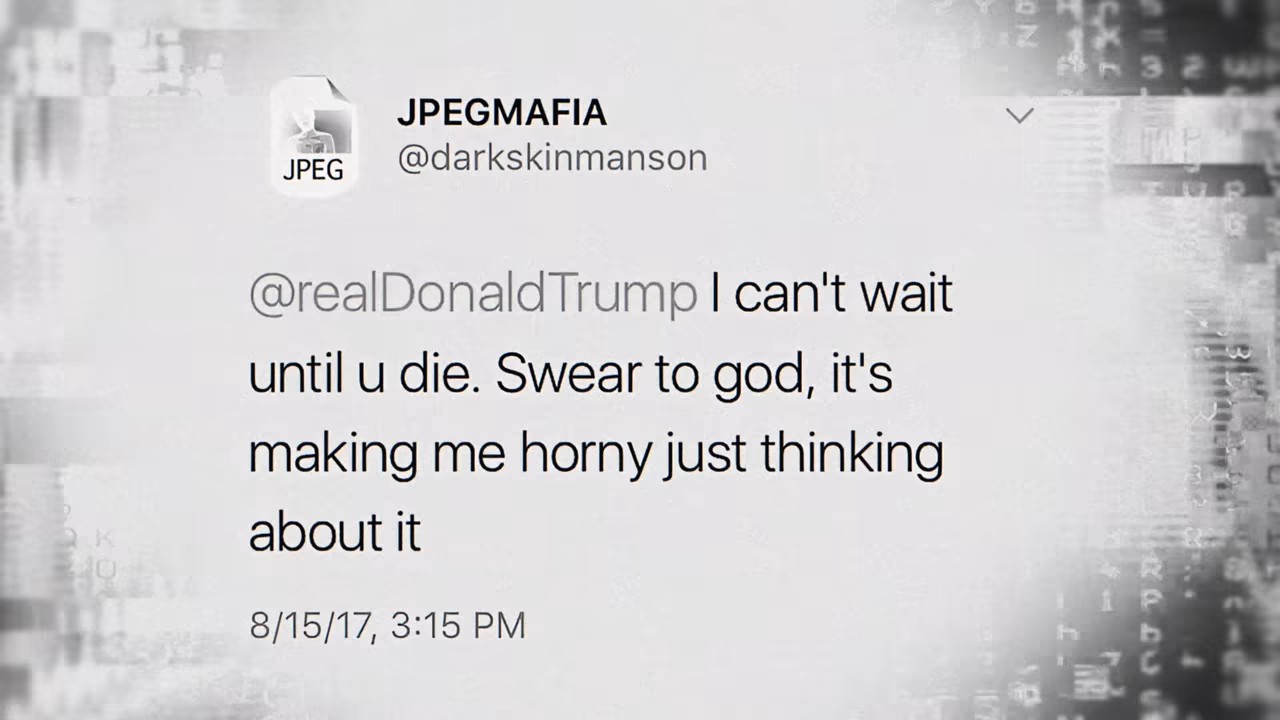 JPEG
JPEGMAFIA
@darkskinmanson
@realDonaldTrump I can't wait
until u die. Swear to god, it's
making me horny just thinking
about it
8/15/17, 3:15 PM